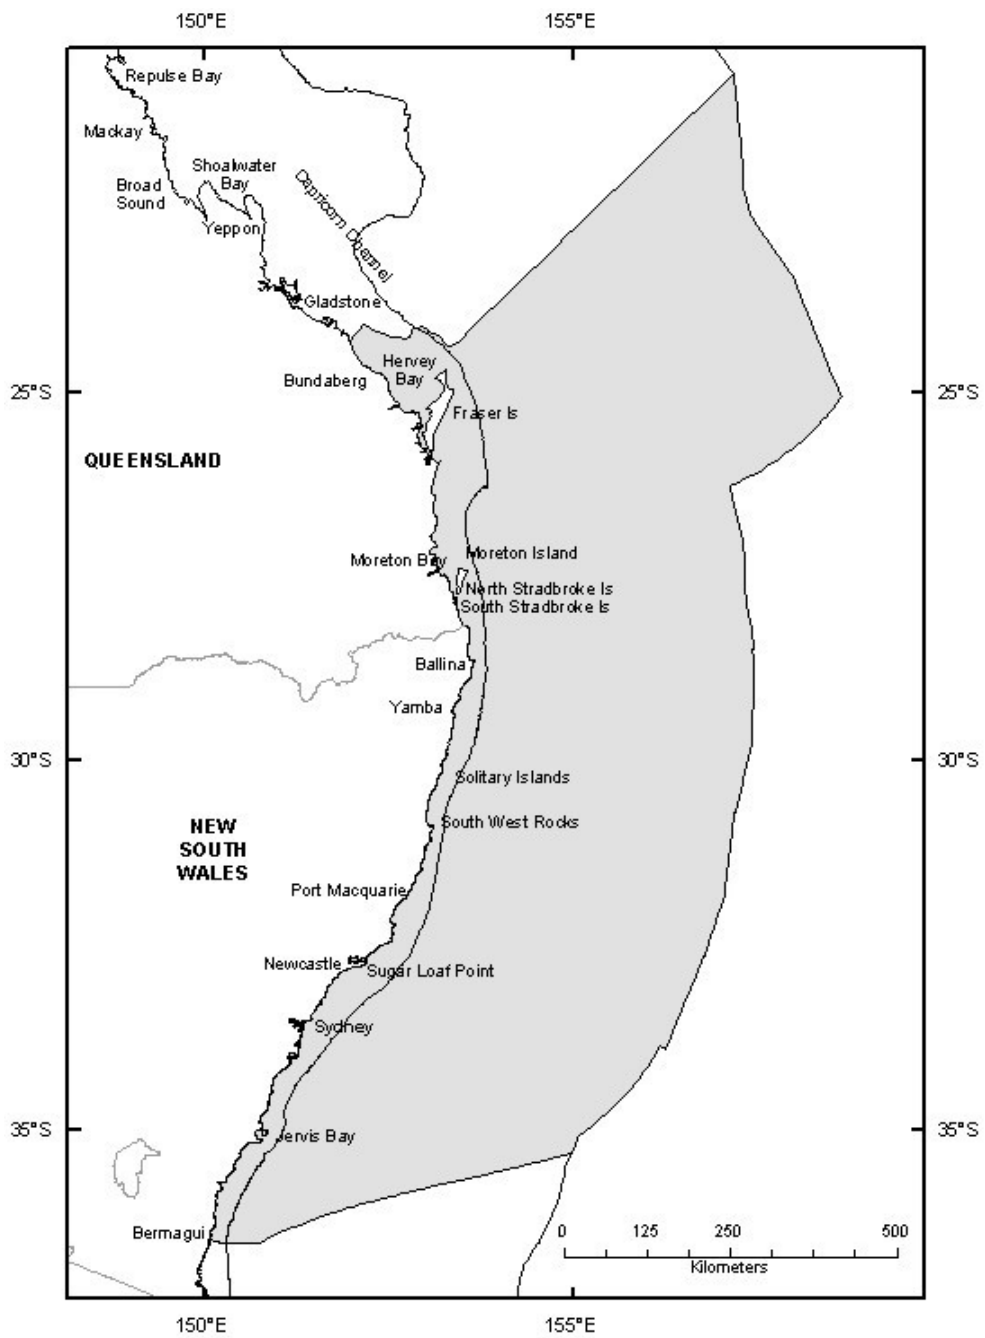 150°E 155°E
Repulse Bay
Mackay
Shoalwater
Bay
Broad
Sound
Yeppon
Capricorn Channel
Gladstone
Hervey
Bay
Bundaberg
25°S 25°S
Fraser Is
QUEENSLAND
Moreton Island
Moreton Bay
North Stradbroke Is
South Stradbroke Is
Ballina
Yamba
30°S 30°S
Solitary Islands
South West Rocks
NEW
SOUTH
WALES
Port Macquarie
Newcastle
Sugar Loaf Point
Sydney
35°S 35°S
Jervis Bay
Bermagui
0 125 250 500
Kilometers
150°E 155°E